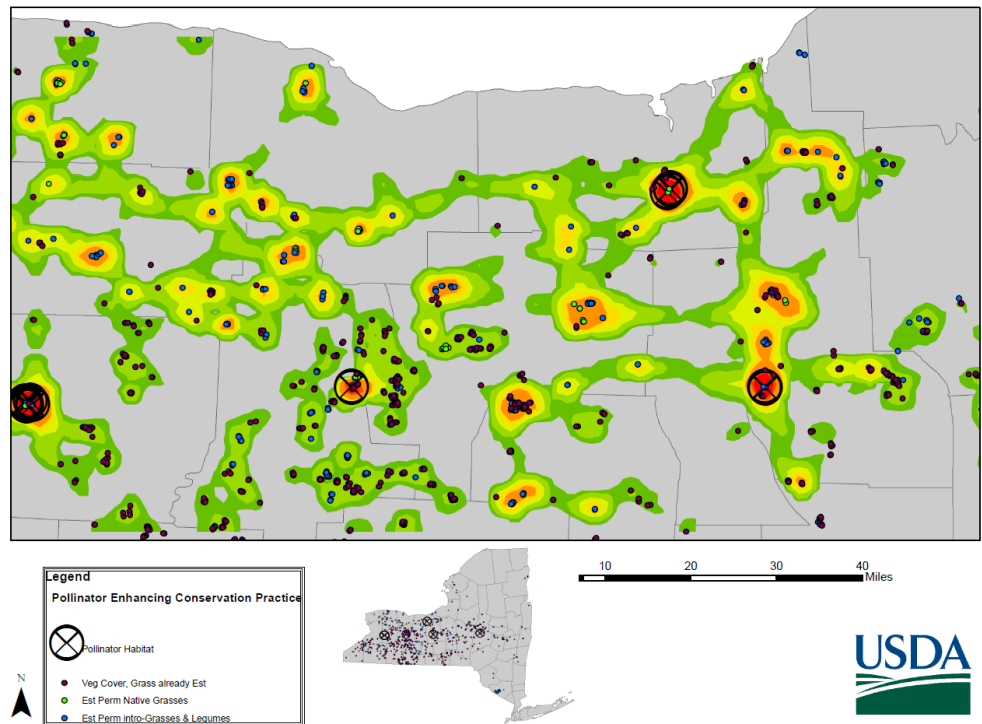 10 20 30 40
Miles
Legend
Pollinator Enhancing Conservation Practice
Pollinator Habitat
Veg Cover, Grass already Est
Est Perm Native Grasses
Est Perm intro-Grasses & Legumes
N
USDA